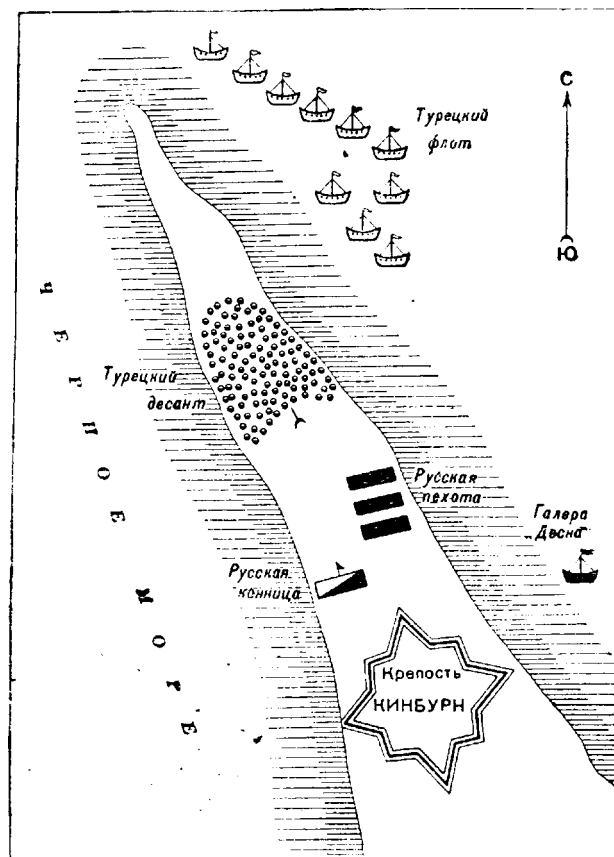 С
Ю
Турецкий
флот
ЧЕРНОЕ МОРЕ
Турецкий
десант
Русская
пехота
Галера
„Десна"
Русская
конница
Крепость
КИНБУРН